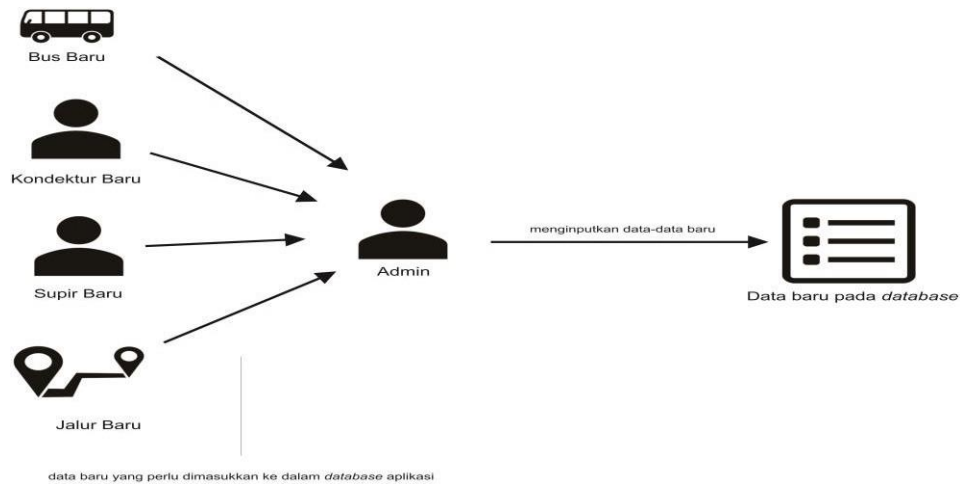 Bus Baru
Kondektur Baru
Supir Baru
Jalur Baru
data baru yang perlu dimasukkan ke dalam database aplikasi
Admin
menginputkan data-data baru
Data baru pada database